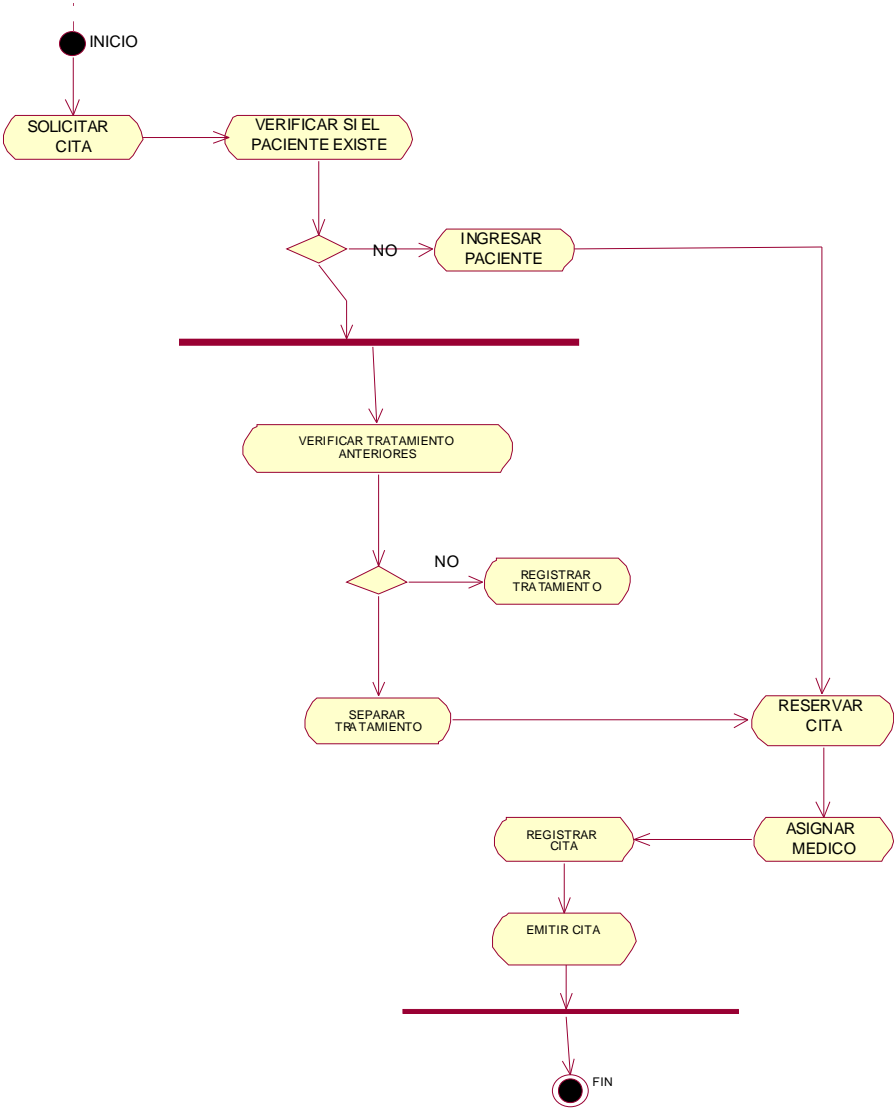 INICIO
SOLICITAR
CITA
VERIFICAR SI EL
PACIENTE EXISTE
NO
INGRESAR
PACIENTE
VERIFICAR TRATAMIENTO
ANTERIORES
NO
REGISTRAR
TRATAMIENTO
SEPARAR
TRATAMIENTO
RESERVAR
CITA
ASIGNAR
MEDICO
REGISTRAR
CITA
EMITIR CITA
FIN